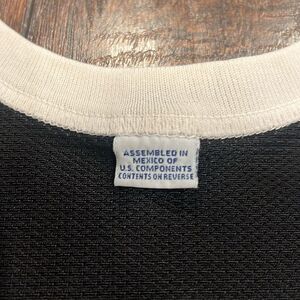 ASSEMBLED IN
MEXICO OF
U.S. COMPONENTS
CONTENTS ON REVERSE